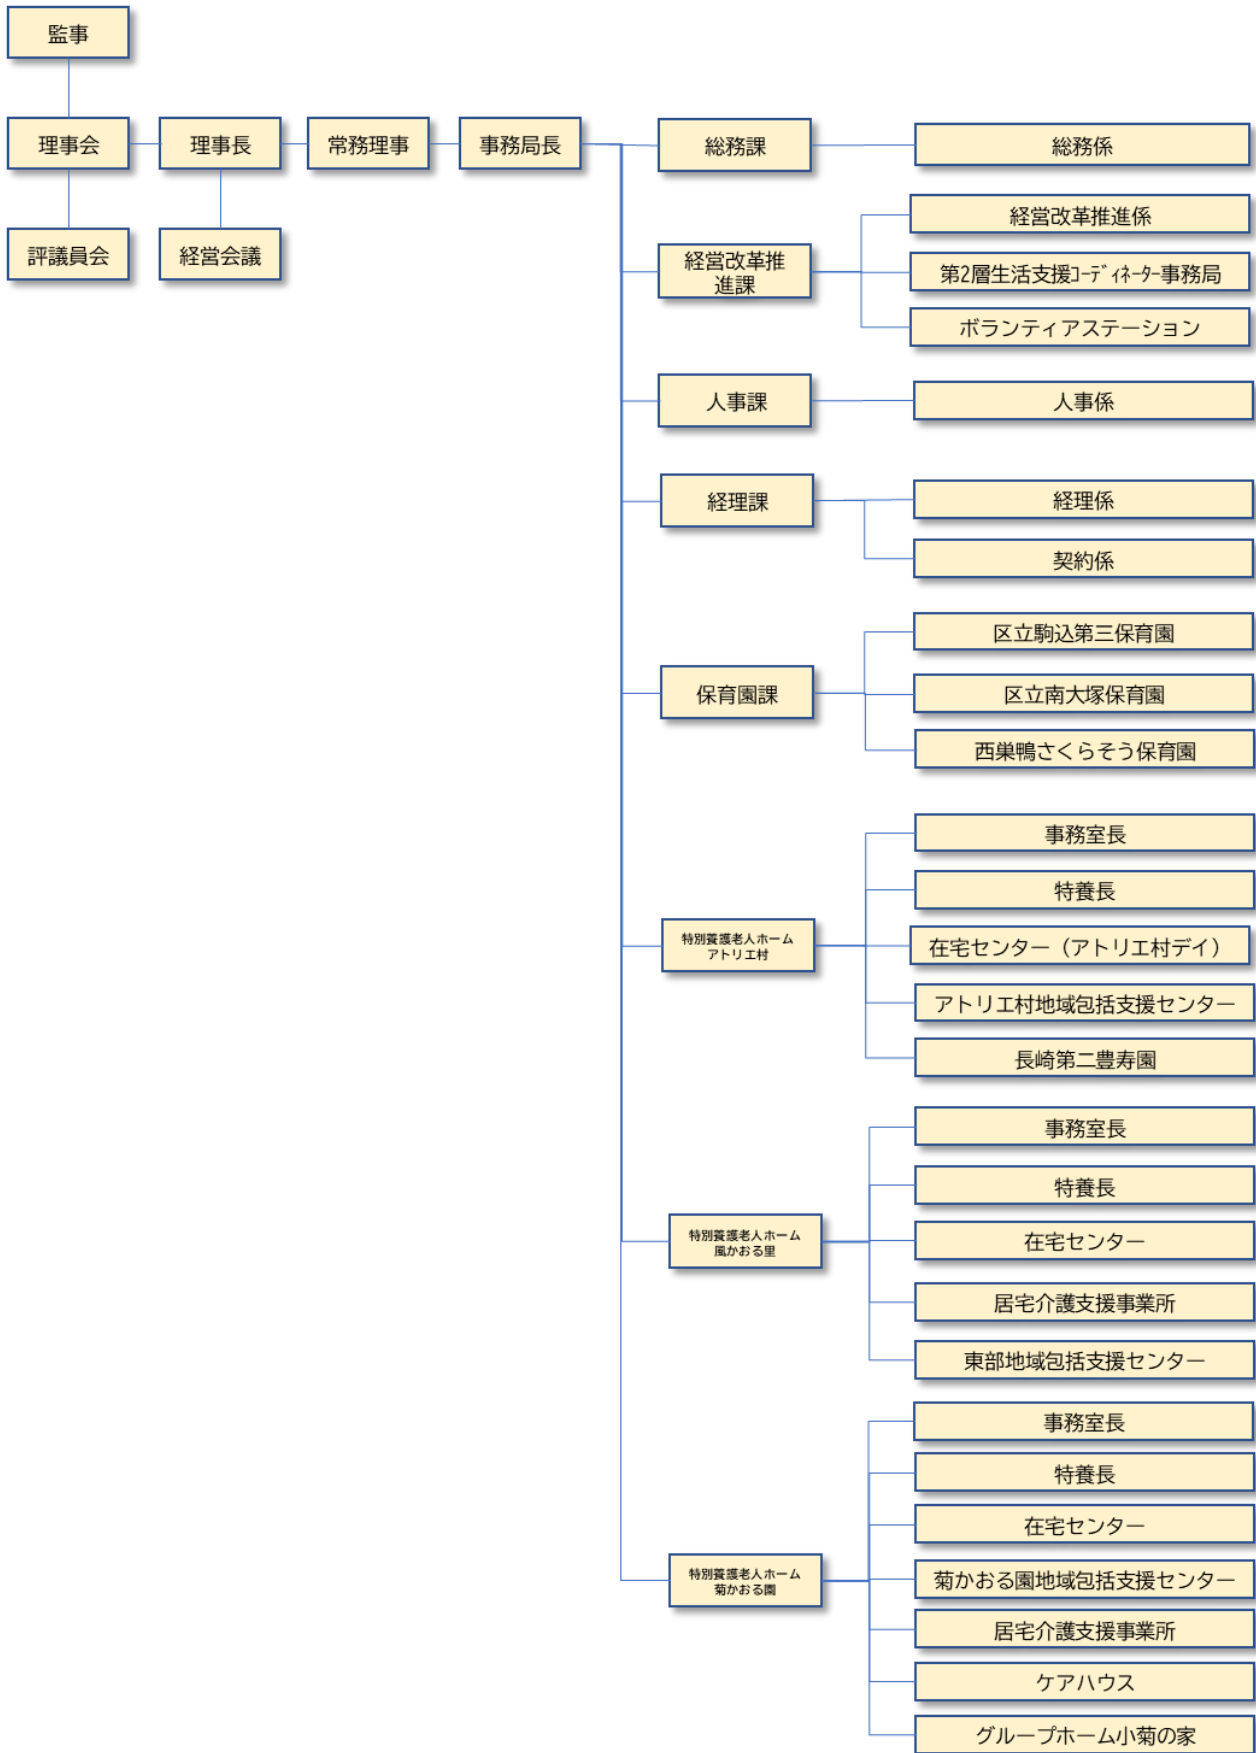 監事
理事会
理事長
常務理事
事務局長
評議員会
経営会議
総務課
総務係
経営改革推
進課
経営改革推進係
第2層生活支援ｺｰﾃﾞｨﾈｰﾀｰ事務局
ボランティアステーション
人事課
人事係
経理課
経理係
契約係
保育園課
区立駒込第三保育園
区立南大塚保育園
西巣鴨さくらそう保育園
特別養護老人ホーム
アトリエ村
事務室長
特養長
在宅センター（アトリエ村デイ）
アトリエ村地域包括支援センター
長崎第二豊寿園
特別養護老人ホーム
風かおる里
事務室長
特養長
在宅センター
居宅介護支援事業所
東部地域包括支援センター
特別養護老人ホーム
菊かおる園
事務室長
特養長
在宅センター
菊かおる園地域包括支援センター
居宅介護支援事業所
ケアハウス
グループホーム小菊の家